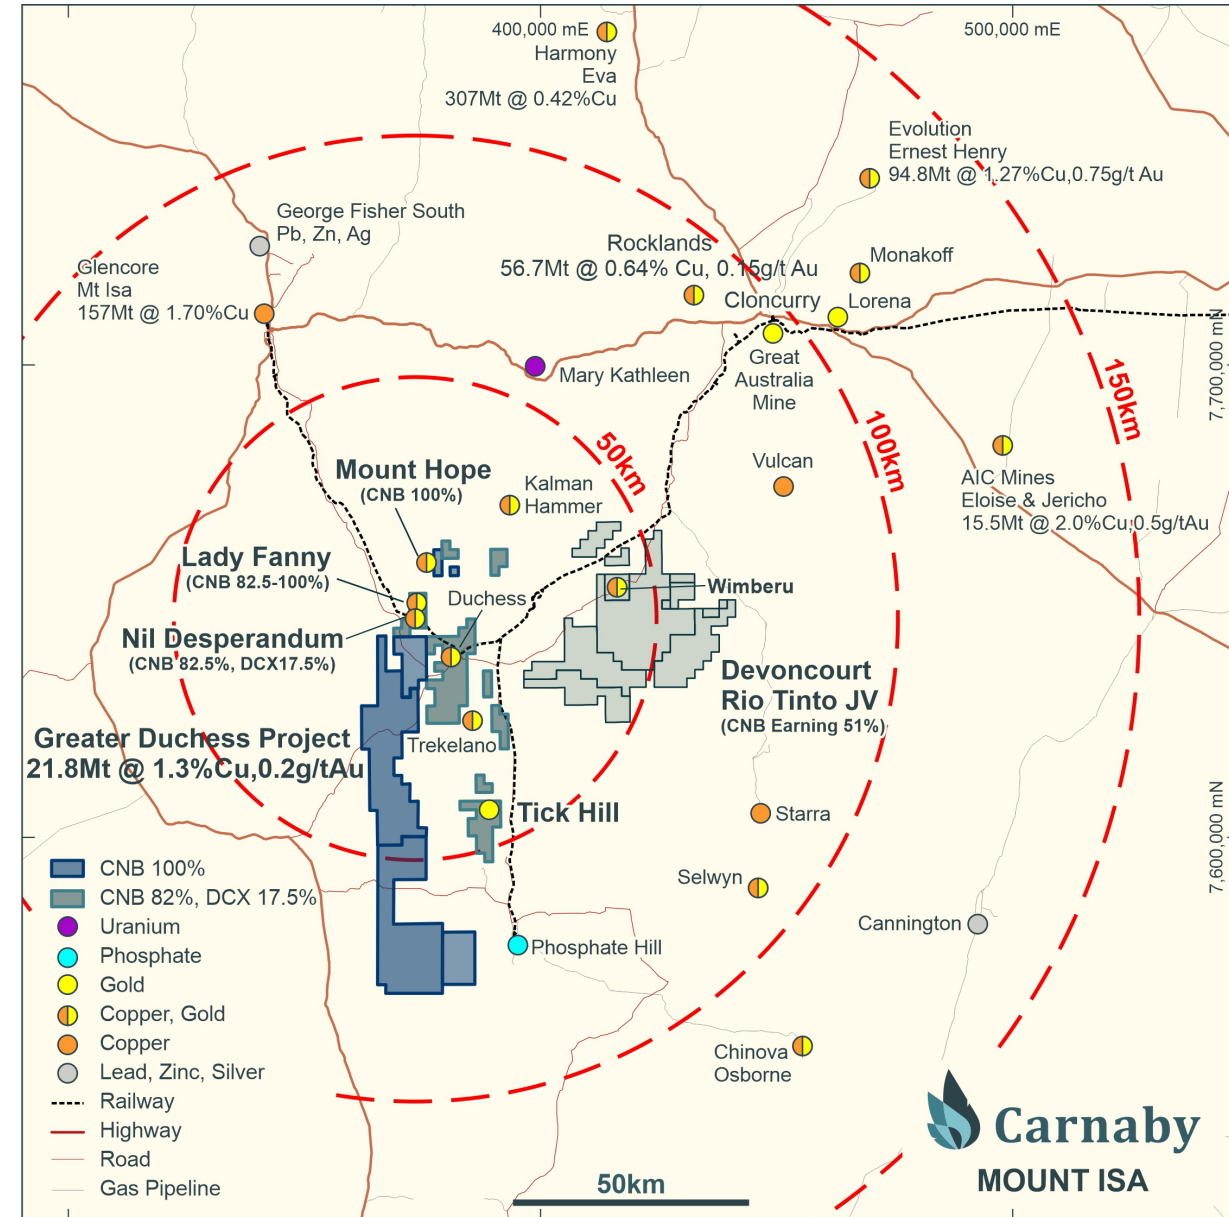 400,000 mE
500,000 mE
Harmony
Eva
307Mt @ 0.42%Cu
Evolution
Ernest Henry
94.8Mt @ 1.27%Cu,0.75g/t Au
George Fisher South
Pb, Zn, Ag
Glencore
Mt Isa
157Mt @ 1.70%Cu
Rocklands
56.7Mt @ 0.64% Cu, 0.15g/t Au
Monakoff
Cloncurry
Lorena
Great
Australia
Mine
Mary Kathleen
7,700,000 mN
150km
100km
50km
Vulcan
AIC Mines
Eloise & Jericho
15.5Mt @ 2.0%Cu,0.5g/tAu
Mount Hope
(CNB 100%)
Kalman
Hammer
Lady Fanny
(CNB 82.5-100%)
Duchess
Wimberu
Nil Desperandum
(CNB 82.5%, DCX17.5%)
Devoncourt
Rio Tinto JV
(CNB Earning 51%)
Greater Duchess Project
21.8Mt @ 1.3%Cu,0.2g/tAu
Trekelano
Tick Hill
Starra
7,600,000 mN
Selwyn
Cannington
Phosphate Hill
Chinova
Osborne
CNB 100%
CNB 82%, DCX 17.5%
Uranium
Phosphate
Gold
Copper, Gold
Copper
Lead, Zinc, Silver
Railway
Highway
Road
Gas Pipeline
50km
Carnaby
MOUNT ISA